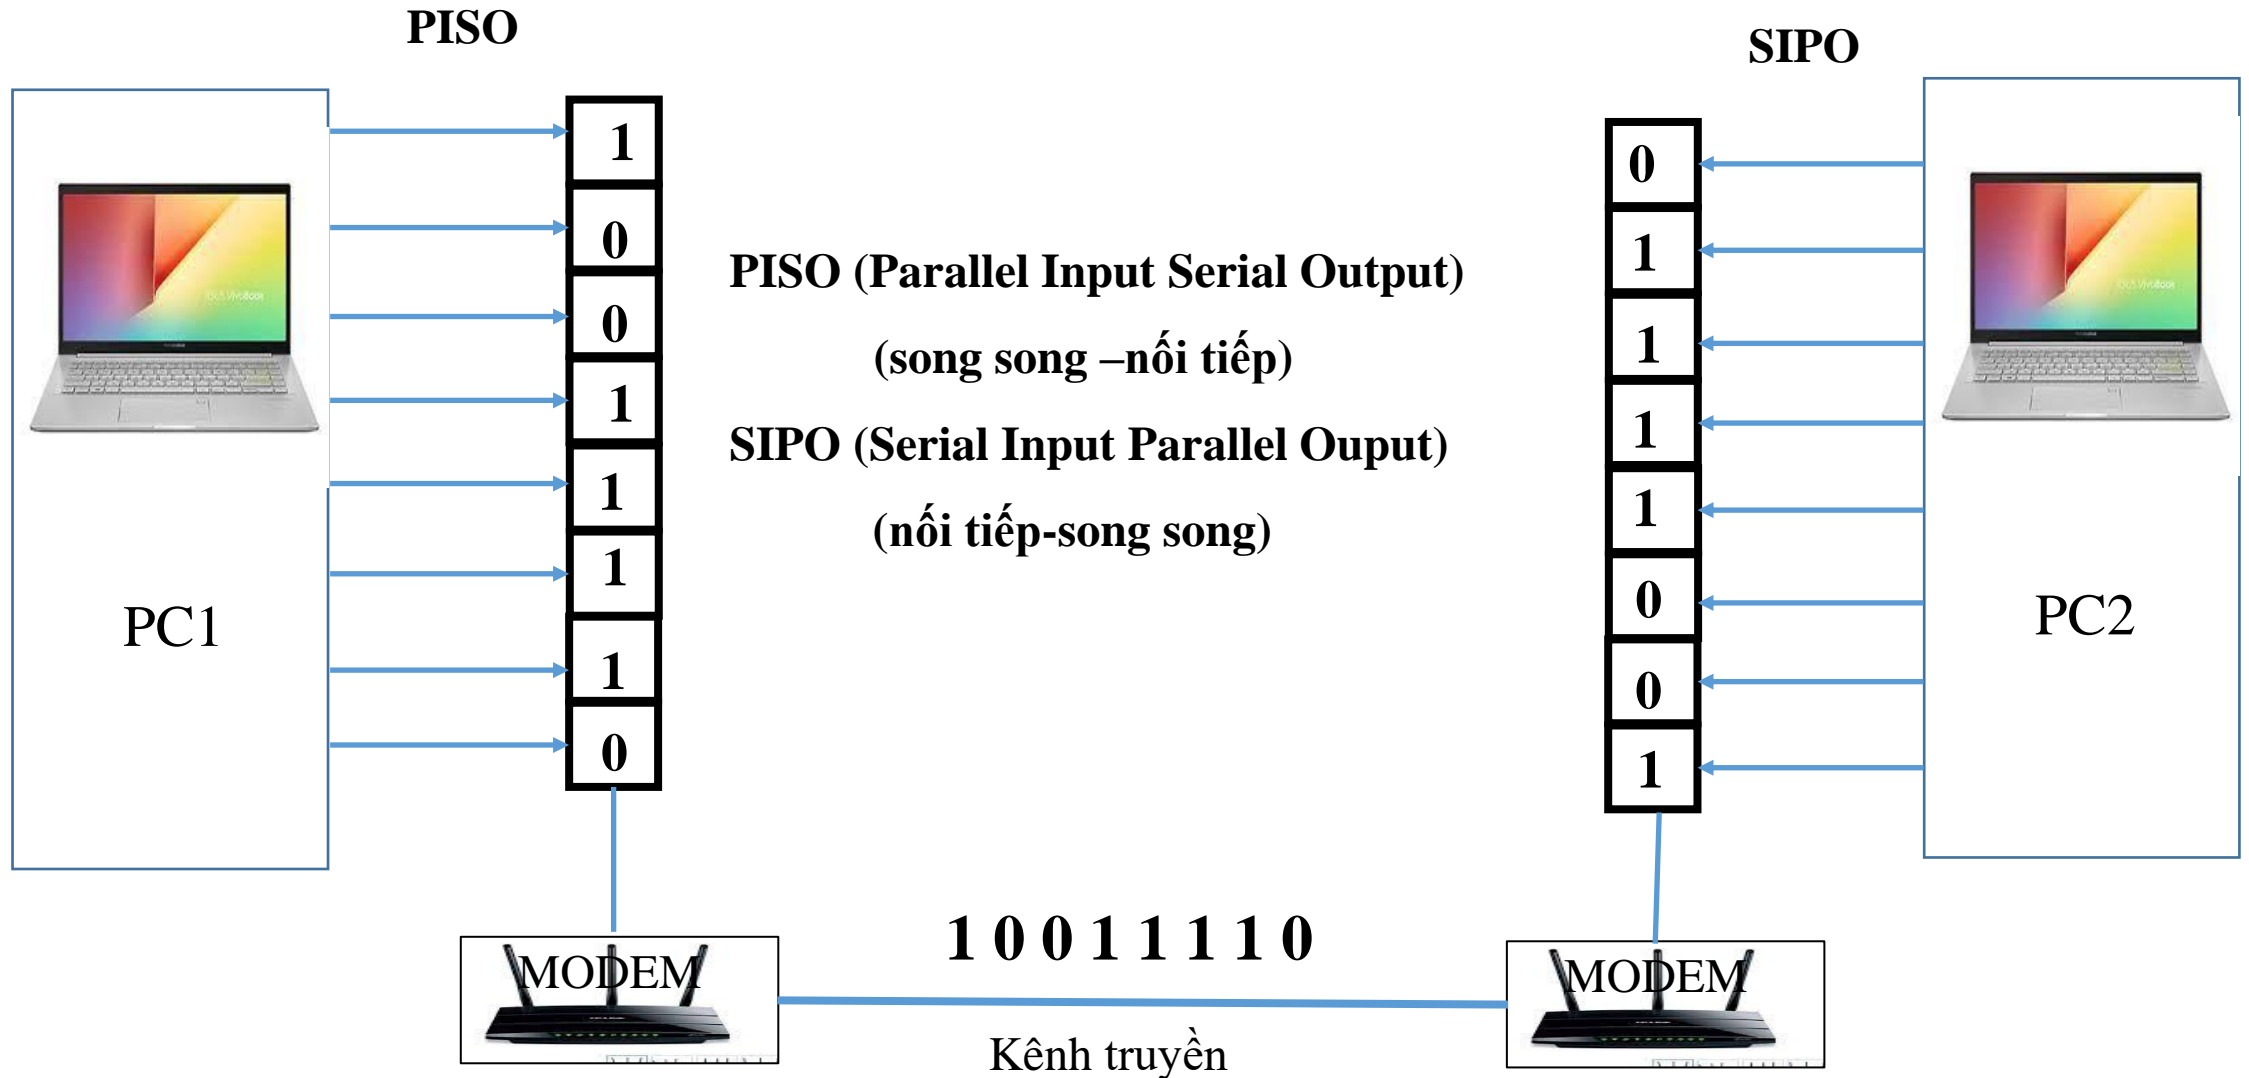 PISO
SIPO
1
0
0
1
1
1
1
0
PISO (Parallel Input Serial Output)
(song song –nối tiếp)
SIPO (Serial Input Parallel Ouput)
(nối tiếp-song song)
0
1
1
1
1
0
0
1
PC1
PC2
1 0 0 1 1 1 1 0
MODEM
MODEM
Kênh truyền